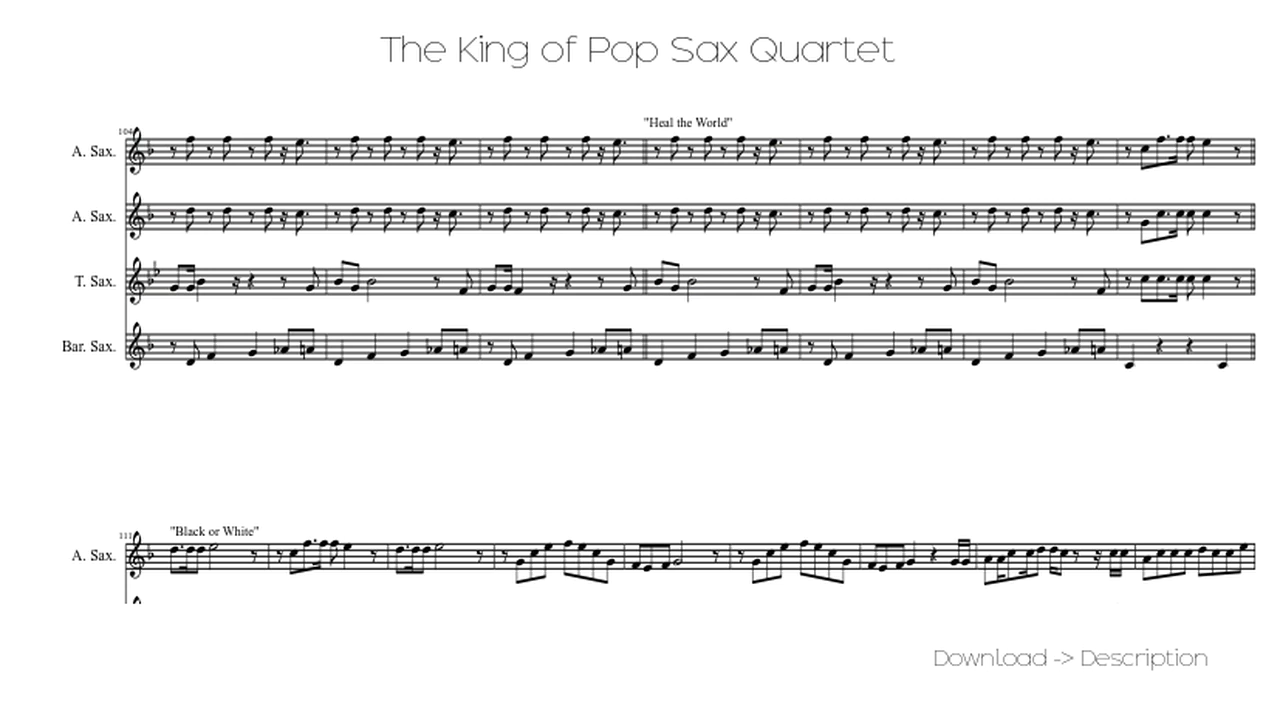 The King of Pop Sax Quartet
104
"Heal the World"
A. Sax.
A. Sax.
T. Sax.
Bar. Sax.
111
"Black or White"
A. Sax.
Download -> Description